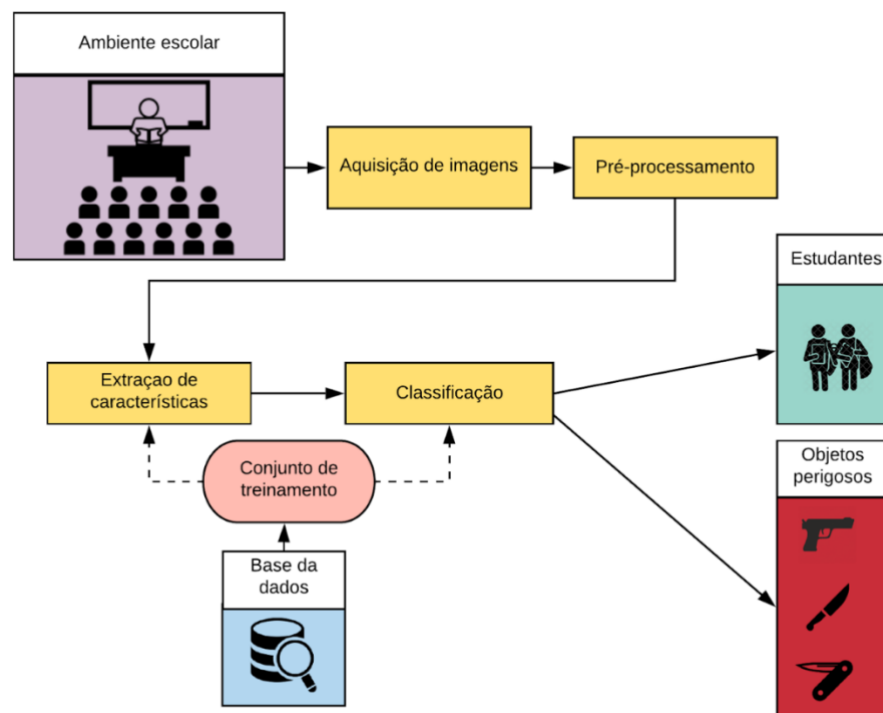 Ambiente escolar
Aquisição de imagens
Pré-processamento
Estudantes
Extraçao de
característícas
Classificação
Objetos
perigosos
Conjunto de
treinamento
Base da
dados